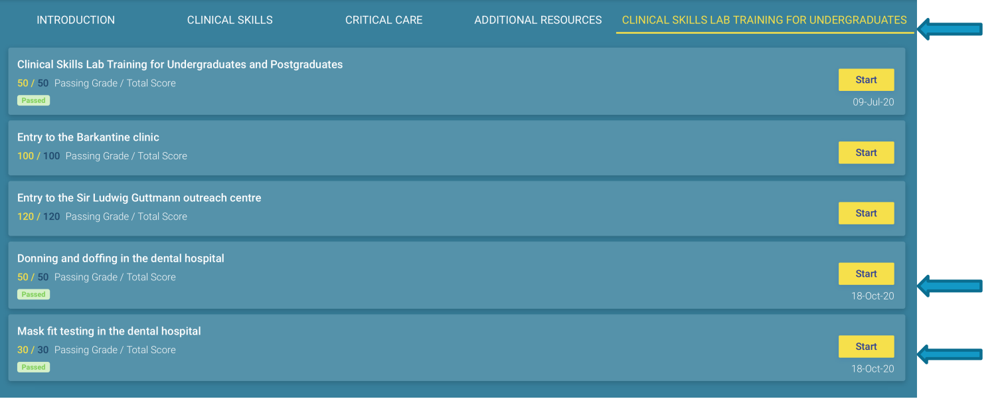 INTRODUCTION CLINICAL SKILLS CRITICAL CARE ADDITIONAL RESOURCES CLINICAL SKILLS LAB TRAINING FOR UNDERGRADUATES
Clinical Skills Lab Training for Undergraduates and Postgraduates
50 / 50 Passing Grade / Total Score
Start
Passed
09-Jul-20
Entry to the Barkantine clinic
100 / 100 Passing Grade / Total Score
Start
Entry to the Sir Ludwig Guttmann outreach centre
120 / 120 Passing Grade / Total Score
Start
Donning and doffing in the dental hospital
50 / 50 Passing Grade / Total Score
Start
Passed
18-Oct-20
Mask fit testing in the dental hospital
30 / 30 Passing Grade / Total Score
Start
Passed
18-Oct-20